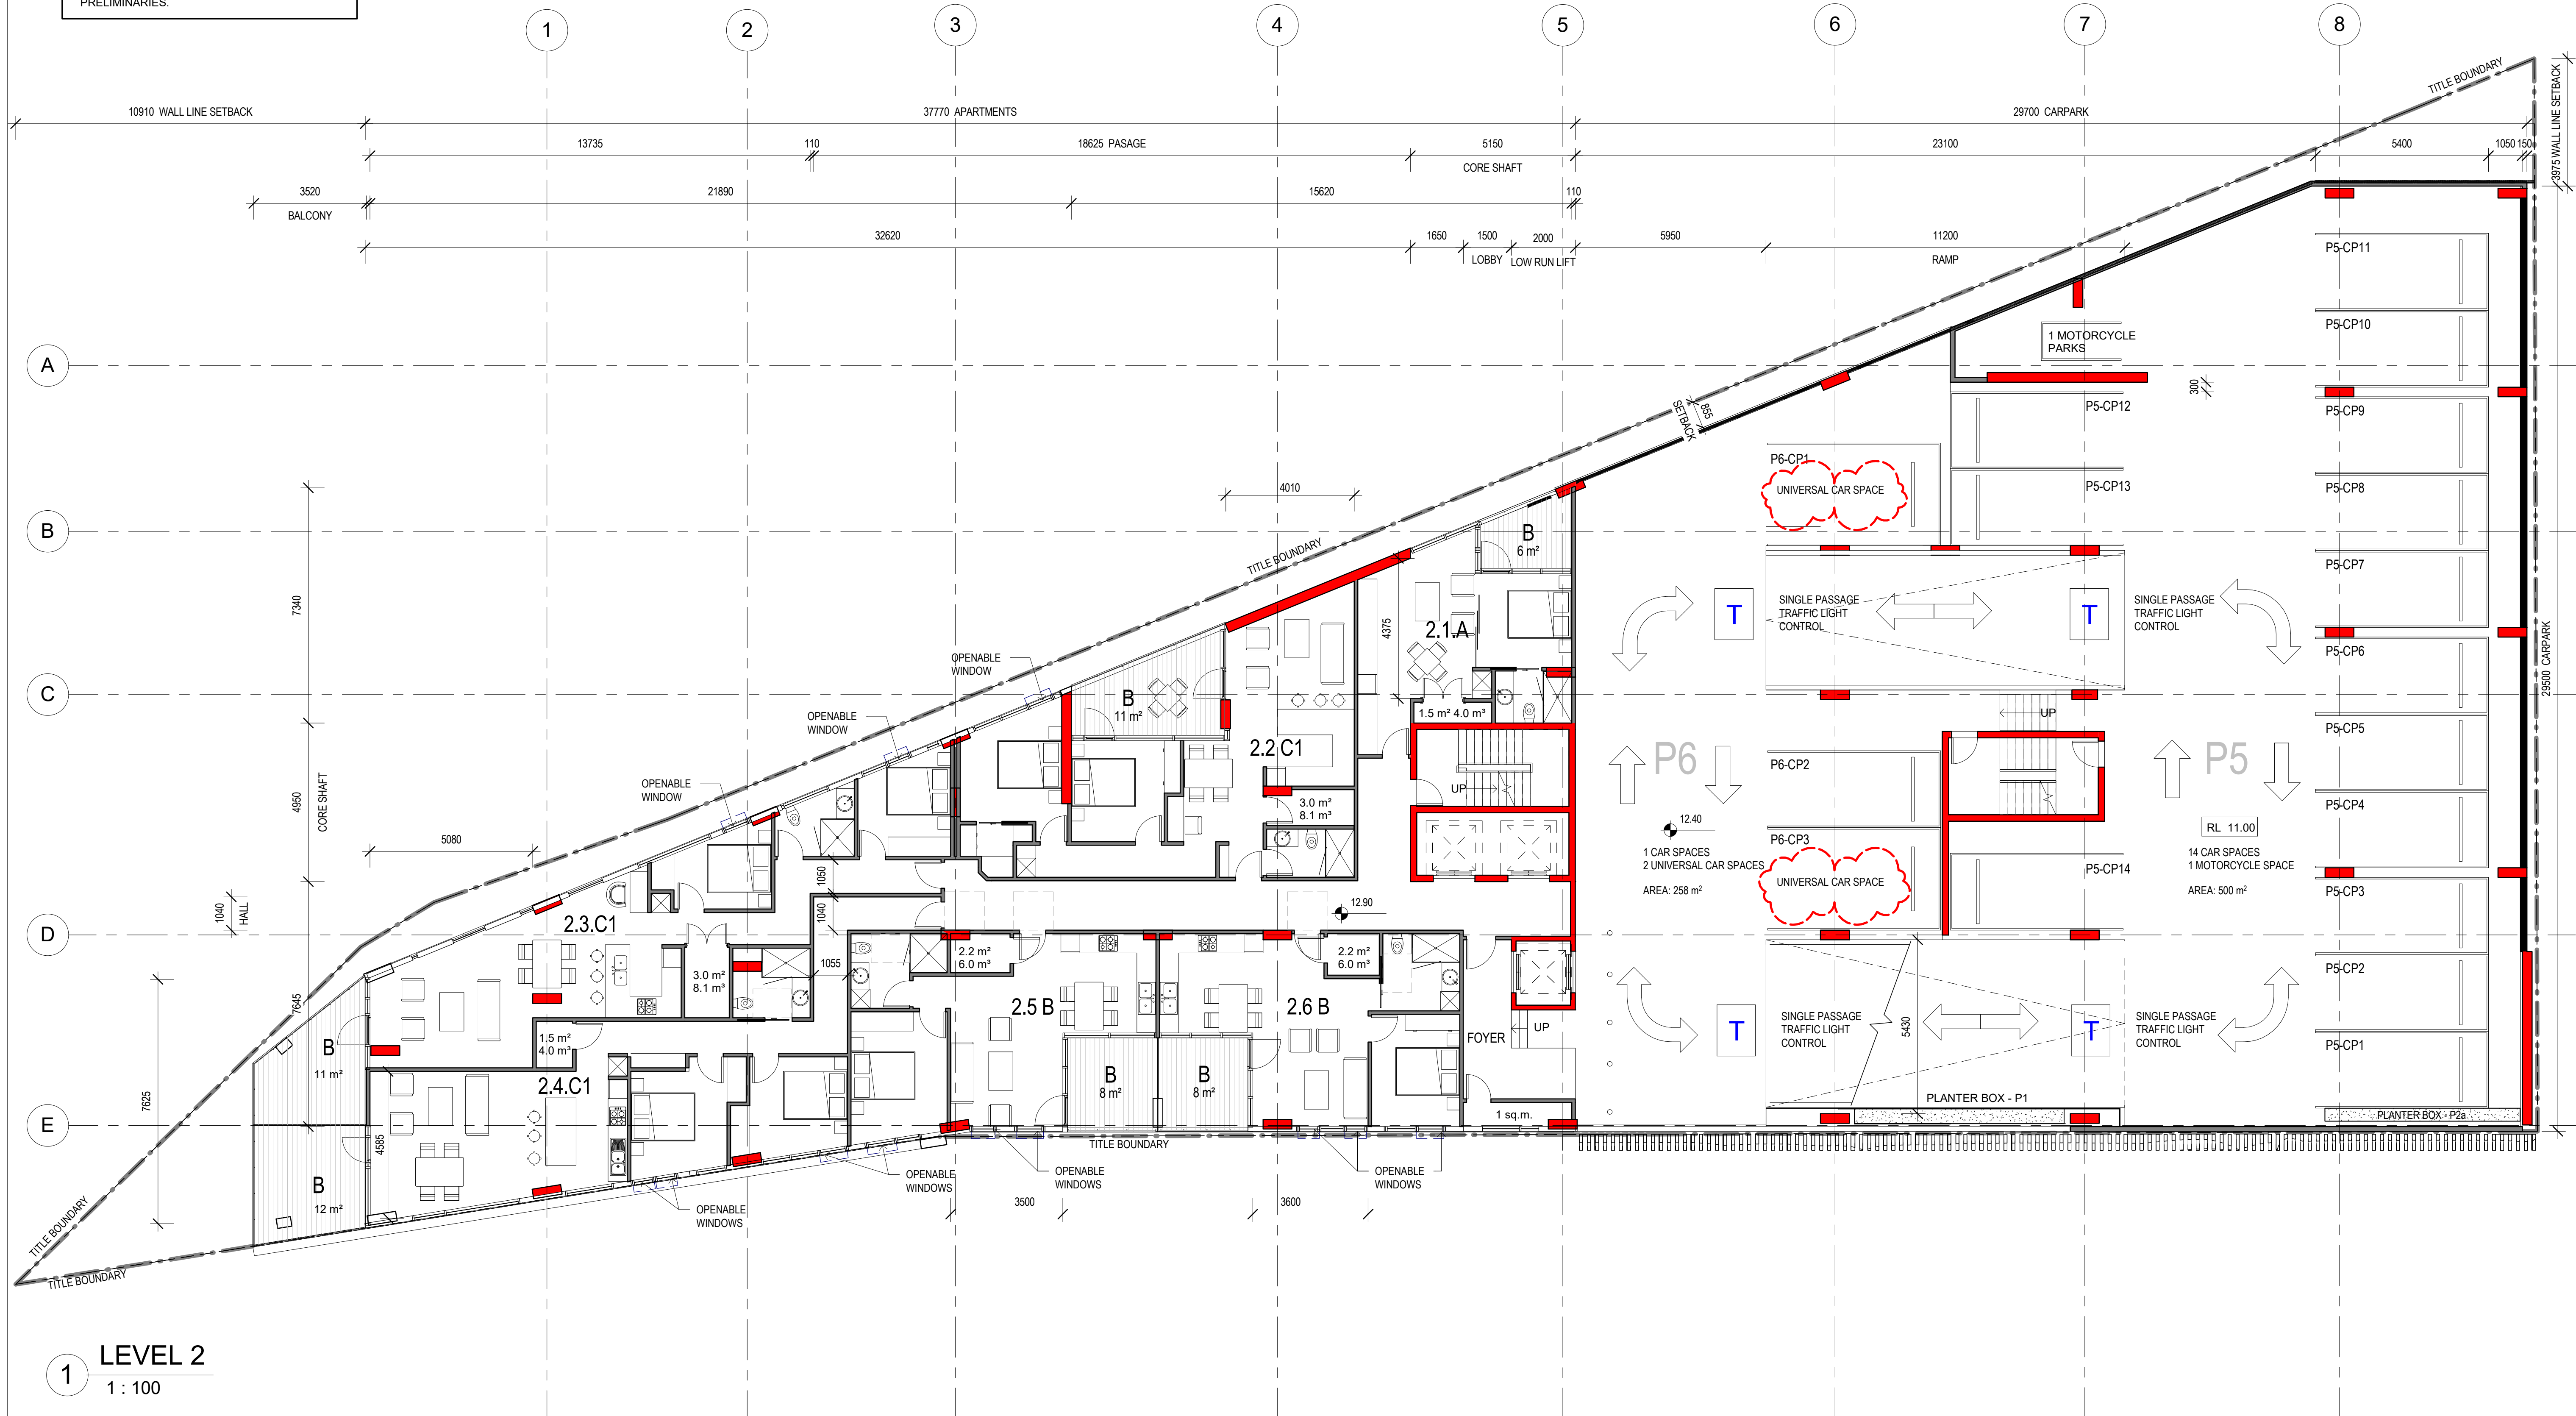 PRELIMINARIES.
1
2
3
4
5
6
7
8
TITLE BOUNDARY
3975 WALL LINE SETBACK
10910 WALL LINE SETBACK
37770 APARTMENTS
29700 CARPARK
13735
110
18625 PASAGE
5150
CORE SHAFT
23100
5400
1050
150
3520
BALCONY
21890
15620
110
32620
1650
1500
LOBBY
2000
LOW RUN LIFT
5950
11200
RAMP
P5-CP11
P5-CP10
1 MOTORCYCLE
PARKS
A
300
SETBACK
855
P5-CP12
P5-CP9
P6-CP1
UNIVERSAL CAR SPACE
P5-CP13
P5-CP8
4010
B
B
6 m²
TITLE BOUNDARY
P5-CP7
7340
4375
2.1.A
T
SINGLE PASSAGE
TRAFFIC LIGHT
CONTROL
T
SINGLE PASSAGE
TRAFFIC LIGHT
CONTROL
P5-CP6
29500 CARPARK
OPENABLE
WINDOW
C
B
11 m²
1.5 m² 4.0 m³
UP
OPENABLE
WINDOW
P5-CP5
2.2 C1
P6
P6-CP2
P5
OPENABLE
WINDOW
UP
4950
CORE SHAFT
3.0 m²
8.1 m³
P5-CP4
12.40
RL 11.00
5080
P6-CP3
1 CAR SPACES
2 UNIVERSAL CAR SPACES
AREA: 258 m²
14 CAR SPACES
1 MOTORCYCLE SPACE
AREA: 500 m²
1050
P5-CP14
UNIVERSAL CAR SPACE
P5-CP3
1040
HALL
1040
12.90
2.3.C1
D
2.2 m²
6.0 m³
2.2 m²
6.0 m³
1055
3.0 m²
8.1 m³
P5-CP2
7645
2.5 B
2.6 B
T
SINGLE PASSAGE
TRAFFIC LIGHT
CONTROL
5430
T
SINGLE PASSAGE
TRAFFIC LIGHT
CONTROL
UP
FOYER
1.5 m²
4.0 m³
P5-CP1
B
11 m²
2.4.C1
B
8 m²
B
8 m²
7625
PLANTER BOX - P1
1 sq.m.
PLANTER BOX - P2a
E
4585
TITLE BOUNDARY
OPENABLE
WINDOWS
OPENABLE
WINDOWS
OPENABLE
WINDOWS
B
12 m²
OPENABLE
WINDOWS
3500
3600
TITLE BOUNDARY
TITLE BOUNDARY
1
LEVEL 2
1 : 100